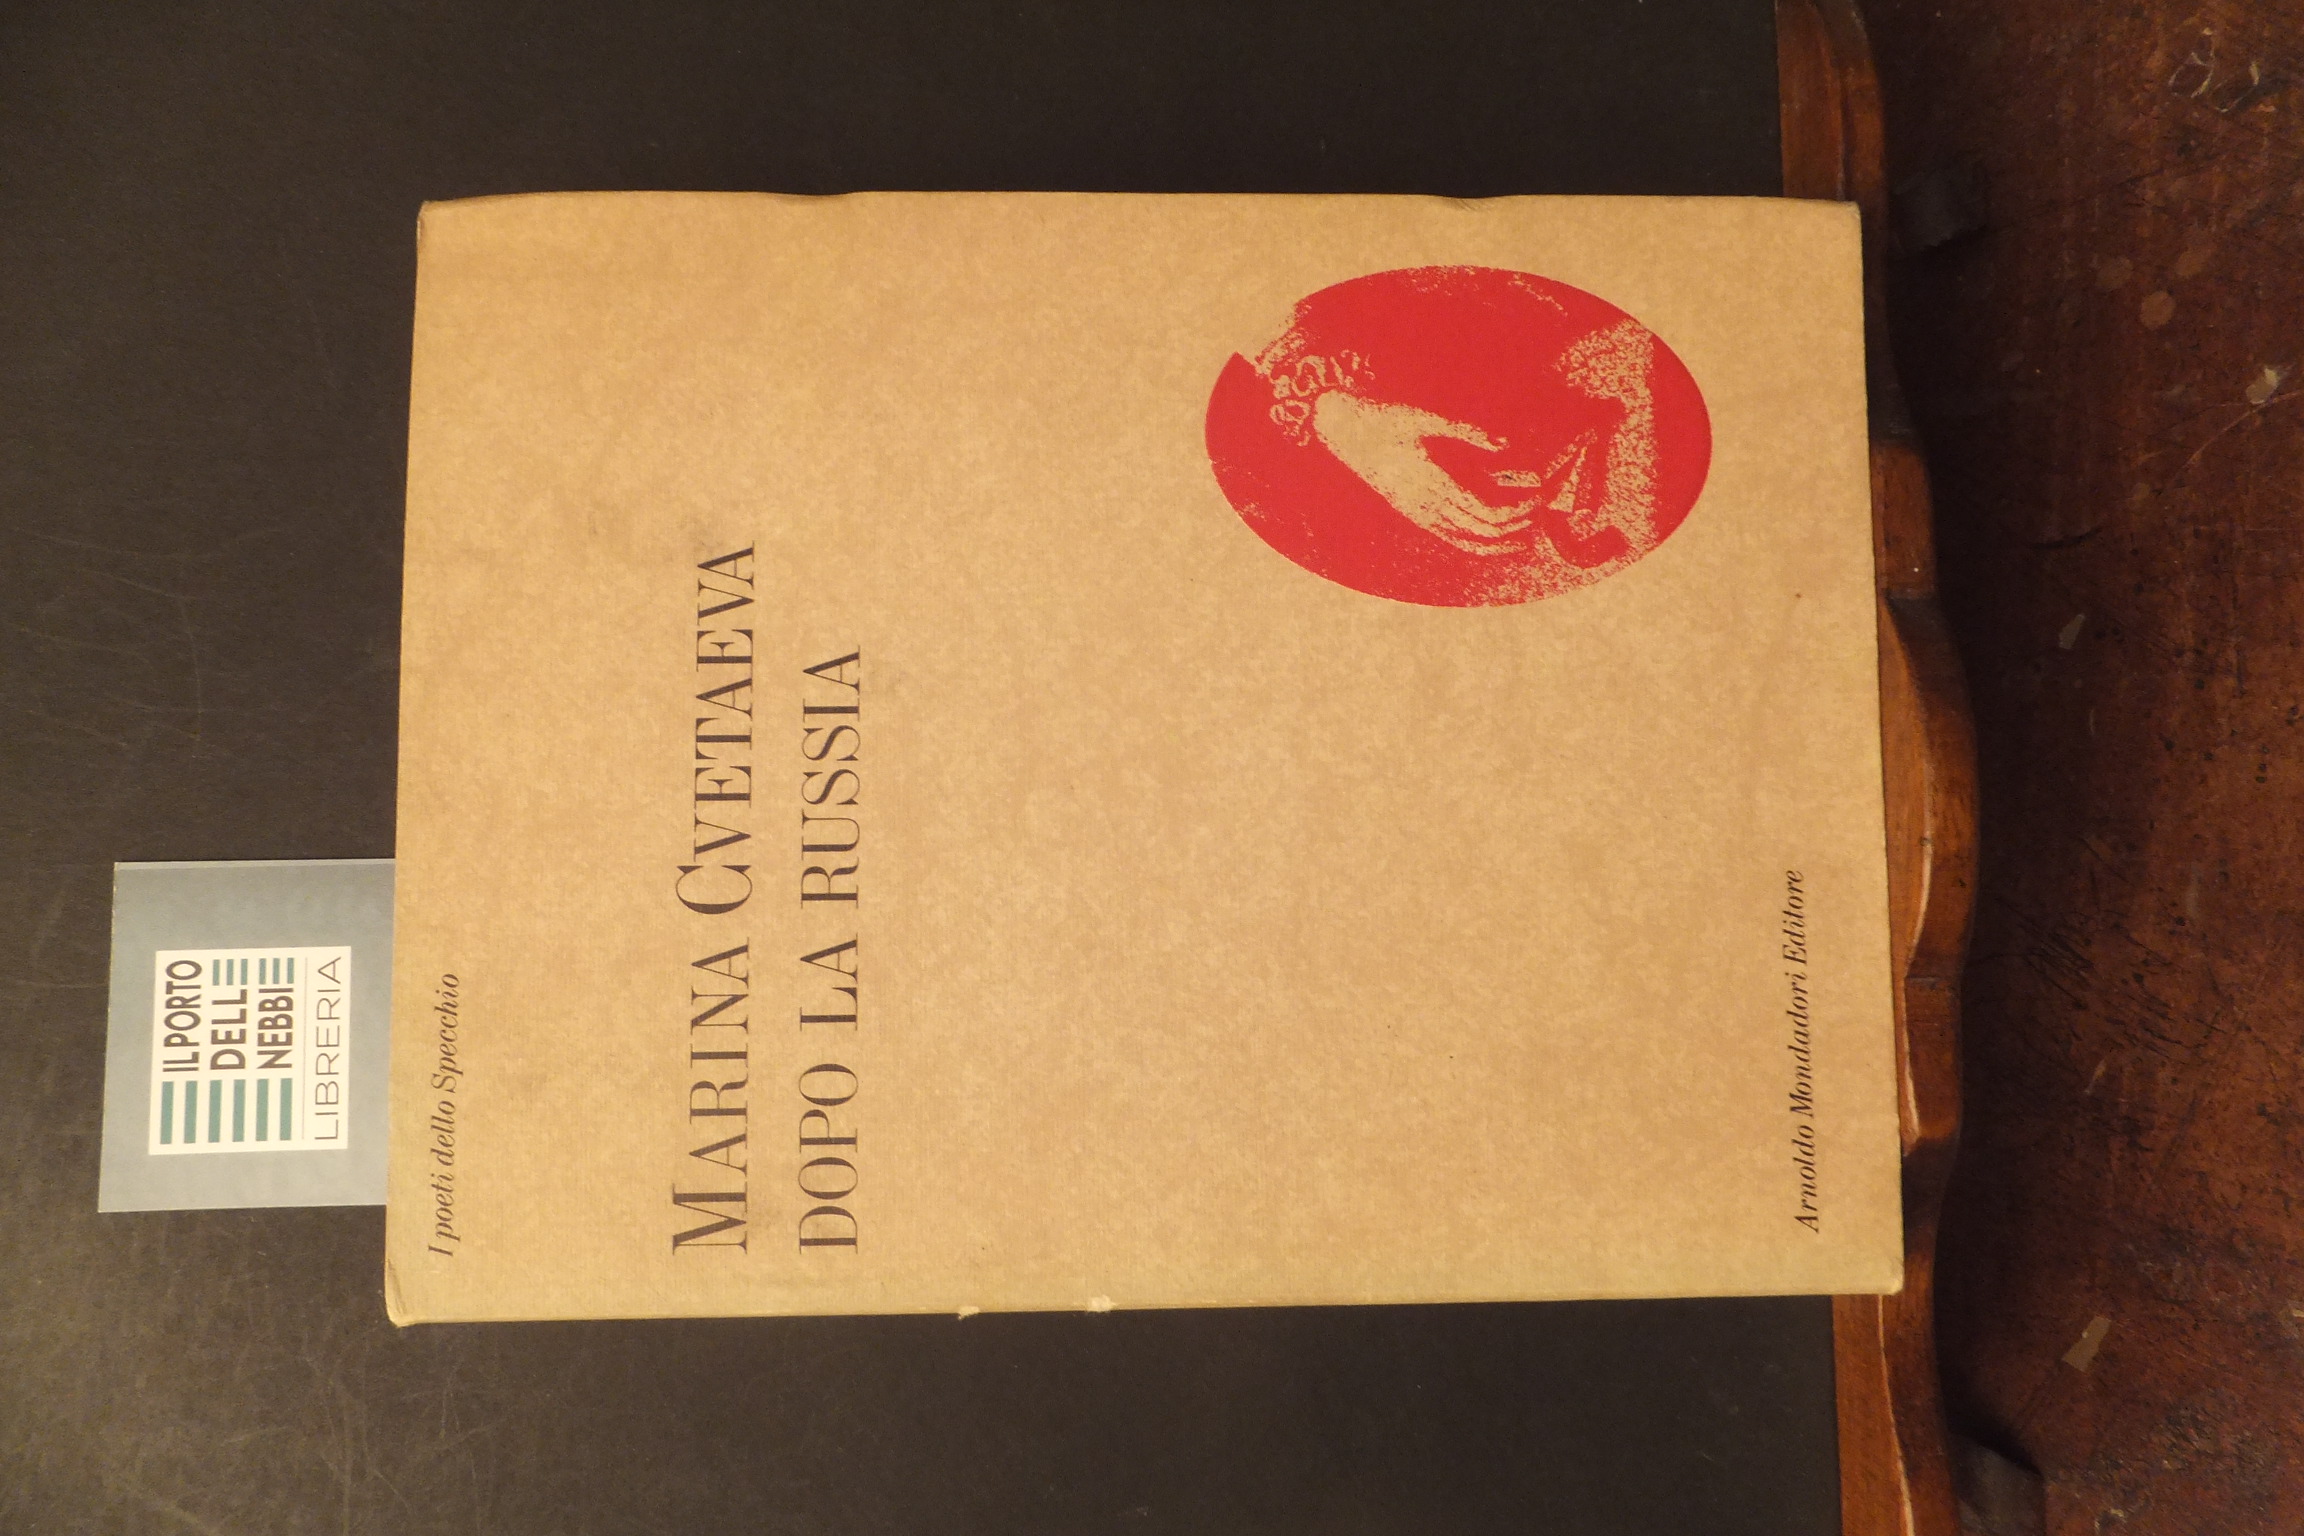 IL PORTO
DELLE
NEBBIE
LIBRERIA
I poeti dello Specchio
MARINA CVETAEVA
DOPO LA RUSSIA
Arnoldo Mondadori Editore